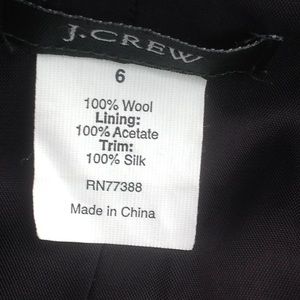 J.CREW
6
100% Wool
Lining:
100% Acetate
Trim:
100% Silk
RN77388
Made in China